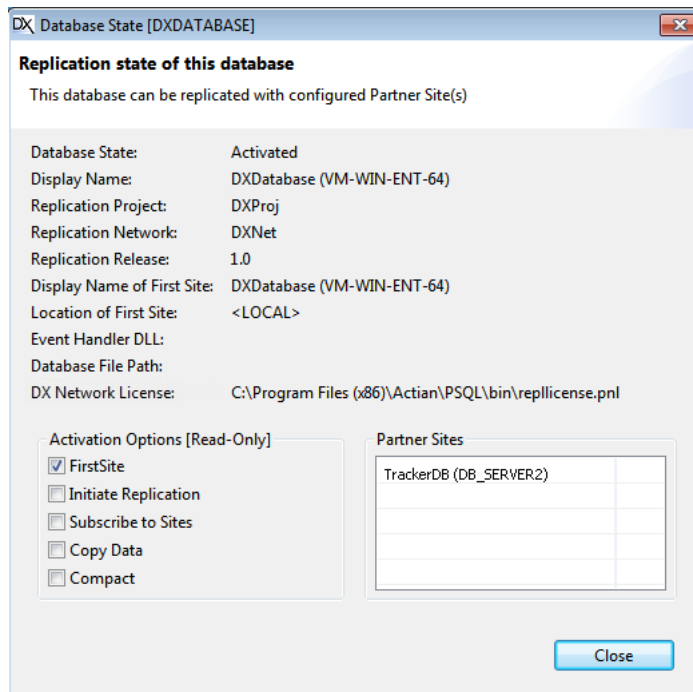 DX Database State [DXDATABASE]
Replication state of this database
This database can be replicated with configured Partner Site(s)
Database State: Activated
Display Name: DXDatabase (VM-WIN-ENT-64)
Replication Project: DXProj
Replication Network: DXNet
Replication Release: 1.0
Display Name of First Site: DXDatabase (VM-WIN-ENT-64)
Location of First Site: <LOCAL>
Event Handler DLL:
Database File Path:
DX Network License: C:\Program Files (x86)\Actian\PSQL\bin\repllicense.pnl
Activation Options [Read-Only]
FirstSite
Initiate Replication
Subscribe to Sites
Copy Data
Compact
Partner Sites
TrackerDB (DB_SERVER2)
Close